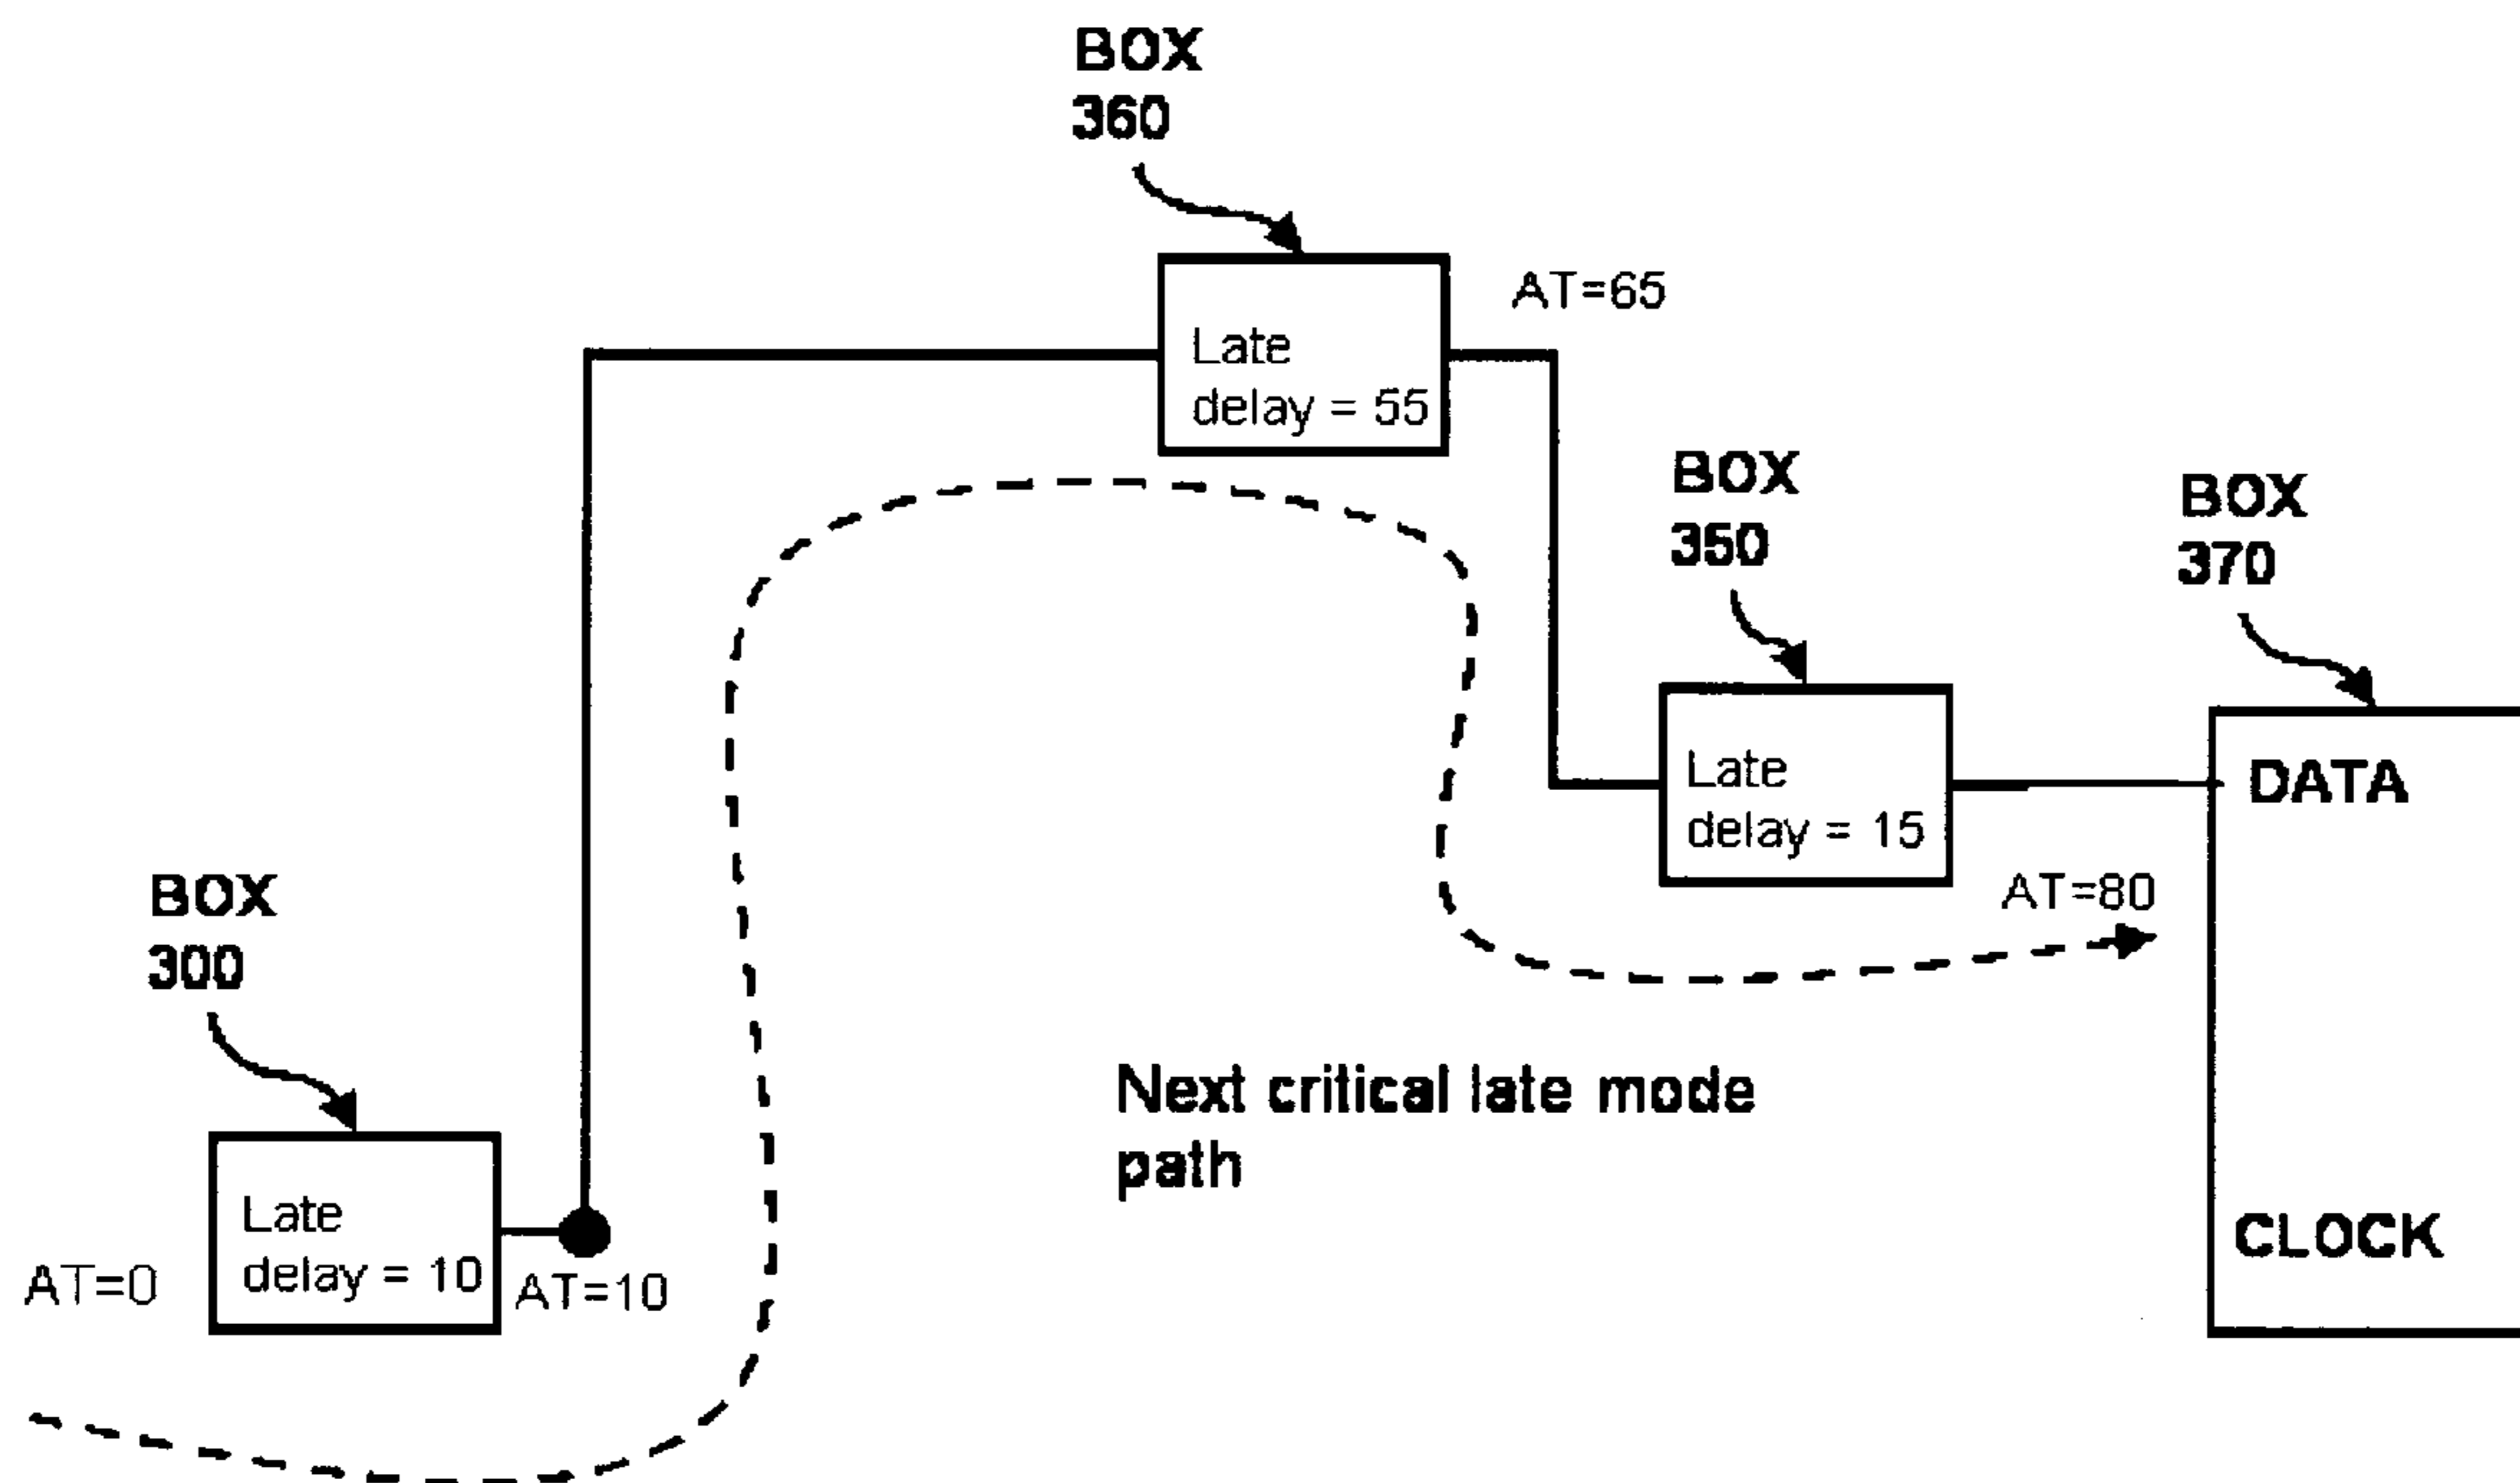 BOX
360
AT=65
Late
delay = 55
BOX
350
BOX
370
Late
delay = 15
DATA
AT=80
BOX
300
Next critical late mode
path
Late
delay = 10
AT=0
AT=10
CLOCK